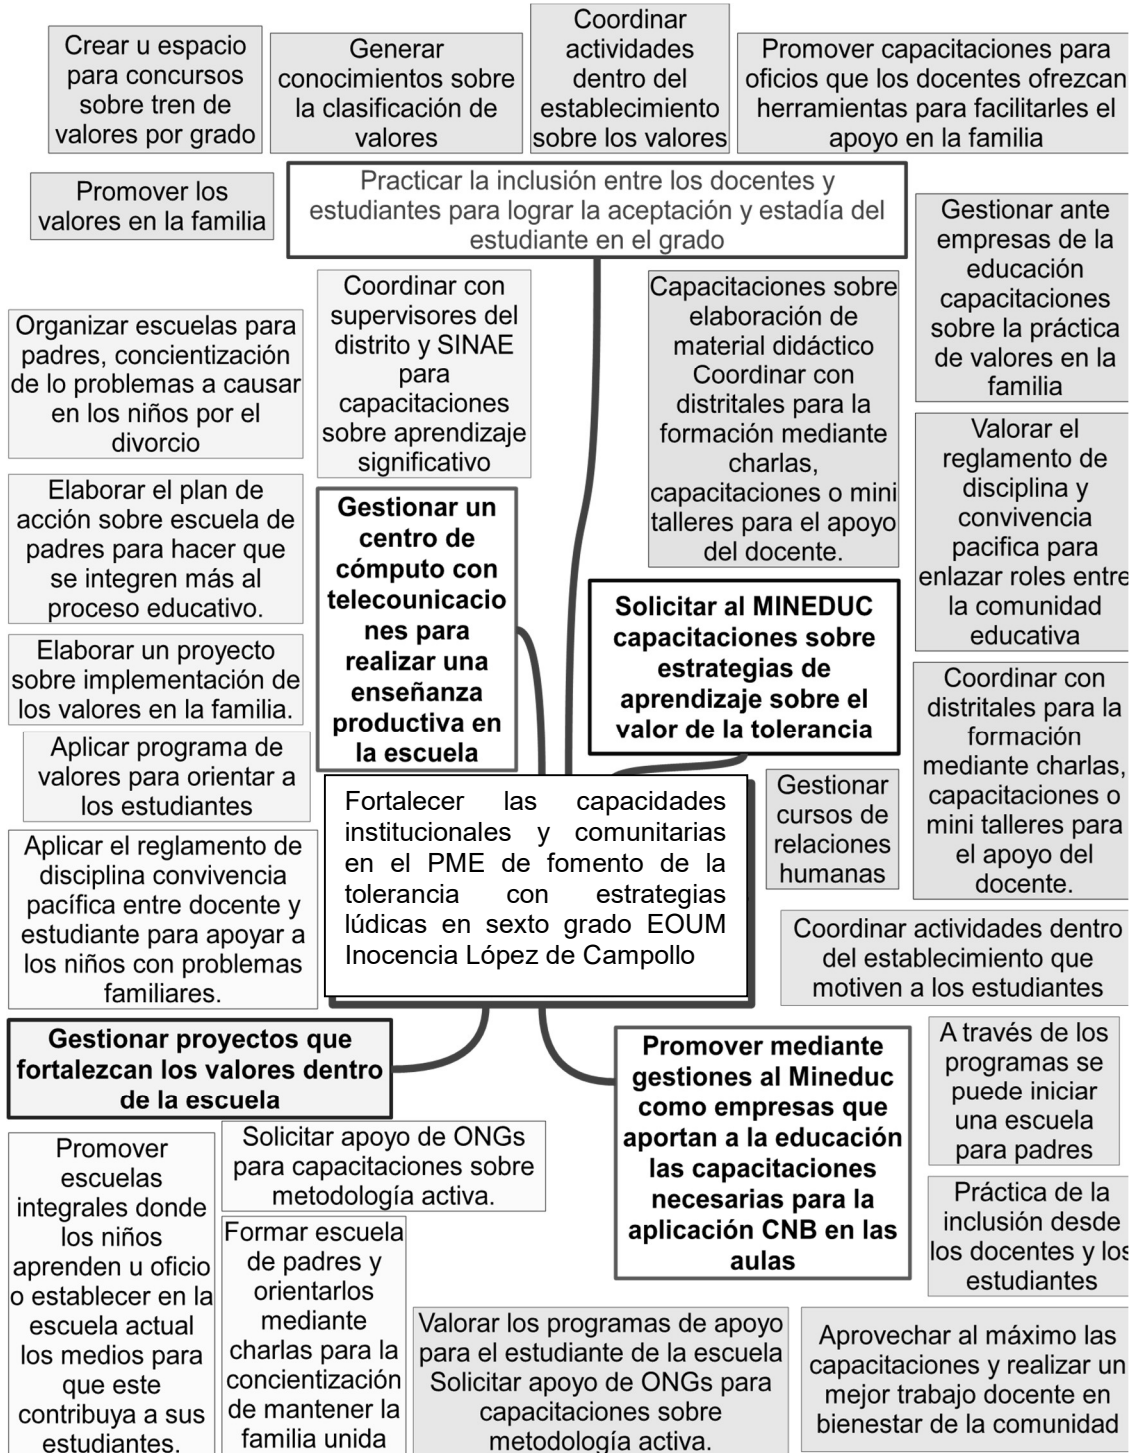 Crear u espacio
para concursos
sobre tren de
valores por grado
Generar
conocimientos sobre
la clasificación de
valores
Coordinar
actividades
dentro del
establecimiento
sobre los valores
Promover capacitaciones para
oficios que los docentes ofrezcan
herramientas para facilitarles el
apoyo en la familia
Promover los
valores en la familia
Practicar la inclusión entre los docentes y
estudiantes para lograr la aceptación y estadía del
estudiante en el grado
Gestionar ante
empresas de la
educación
capacitaciones
sobre la práctica
de valores en la
familia
Organizar escuelas para
padres, concientización
de lo problemas a causar
en los niños por el
divorcio
Coordinar con
supervisores del
distrito y SINAE
para
capacitaciones
sobre aprendizaje
significativo
Capacitaciones sobre
elaboración de
material didáctico
Coordinar con
distritales para la
formación mediante
charlas,
capacitaciones o mini
talleres para el apoyo
del docente.
Valorar el
reglamento de
disciplina y
convivencia
pacifica para
enlazar roles entre
la comunidad
educativa
Elaborar el plan de
acción sobre escuela de
padres para hacer que
se integren más al
proceso educativo.
Gestionar un
centro de
cómputo con
telecounicacio
nes para
realizar una
enseñanza
productiva en
la escuela
Solicitar al MINEDUC
capacitaciones sobre
estrategias de
aprendizaje sobre el
valor de la tolerancia
Elaborar un proyecto
sobre implementación de
los valores en la familia.
Coordinar con
distritales para la
formación
mediante charlas,
capacitaciones o
mini talleres para
el apoyo del
docente.
Aplicar programa de
valores para orientar a
los estudiantes
Gestionar
cursos de
relaciones
humanas
Fortalecer las capacidades
institucionales y comunitarias
en el PME de fomento de la
tolerancia con estrategias
lúdicas en sexto grado EOUM
Inocencia López de Campollo
Aplicar el reglamento de
disciplina convivencia
pacífica entre docente y
estudiante para apoyar a
los niños con problemas
familiares.
Coordinar actividades dentro
del establecimiento que
motiven a los estudiantes
Gestionar proyectos que
fortalezcan los valores dentro
de la escuela
Promover mediante
gestiones al Mineduc
como empresas que
aportan a la educación
las capacitaciones
necesarias para la
aplicación CNB en las
aulas
A través de los
programas se
puede iniciar
una escuela
para padres
Promover
escuelas
integrales donde
los niños
aprenden u oficio
o establecer en la
escuela actual
los medios para
que este
contribuya a sus
estudiantes.
Solicitar apoyo de ONGs
para capacitaciones sobre
metodología activa.
Práctica de la
inclusión desde
los docentes y los
estudiantes
Formar escuela
de padres y
orientarlos
mediante
charlas para la
concientización
de mantener la
familia unida
Valorar los programas de apoyo
para el estudiante de la escuela
Solicitar apoyo de ONGs para
capacitaciones sobre
metodología activa.
Aprovechar al máximo las
capacitaciones y realizar un
mejor trabajo docente en
bienestar de la comunidad